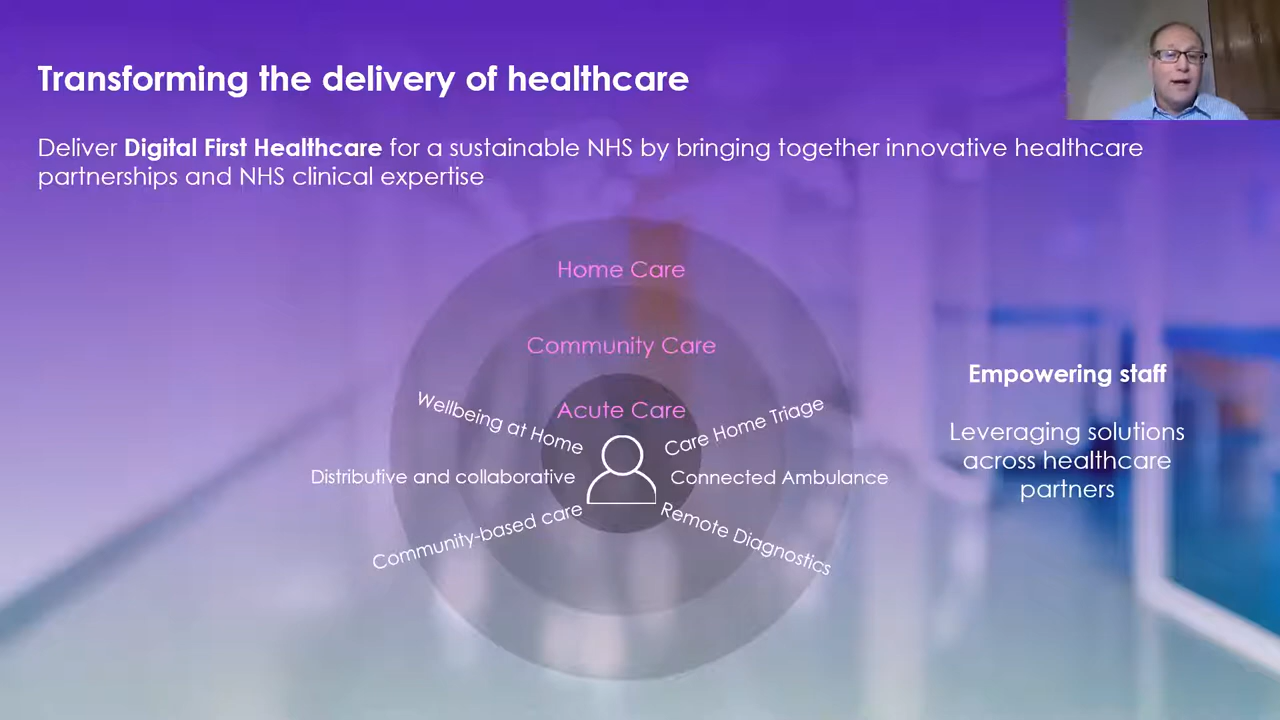 Transforming the delivery of healthcare
Deliver Digital First Healthcare for a sustainable NHS by bringing together innovative healthcare
partnerships and NHS clinical expertise
Home Care
Community Care
Acute Care
Wellbeing at Home
Distributive and collaborative
Community-based care
Care Home Triage
Connected Ambulance
Remote Diagnostics
Empowering staff
Leveraging solutions
across healthcare
partners